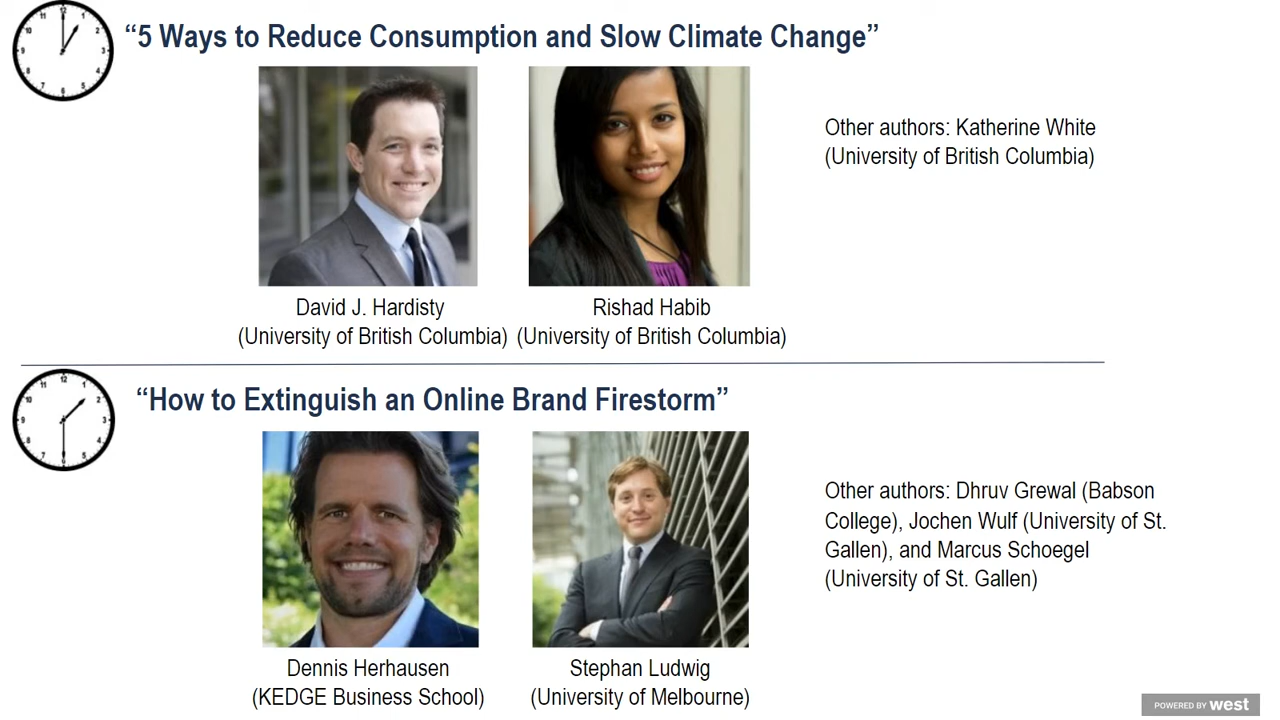 “5 Ways to Reduce Consumption and Slow Climate Change”
Other authors: Katherine White
(University of British Columbia)
David J. Hardisty
(University of British Columbia)
Rishad Habib
(University of British Columbia)
“How to Extinguish an Online Brand Firestorm”
Other authors: Dhruv Grewal (Babson
College), Jochen Wulf (University of St.
Gallen), and Marcus Schoegel
(University of St. Gallen)
Dennis Herhausen
(KEDGE Business School)
Stephan Ludwig
(University of Melbourne)
POWERED BY west